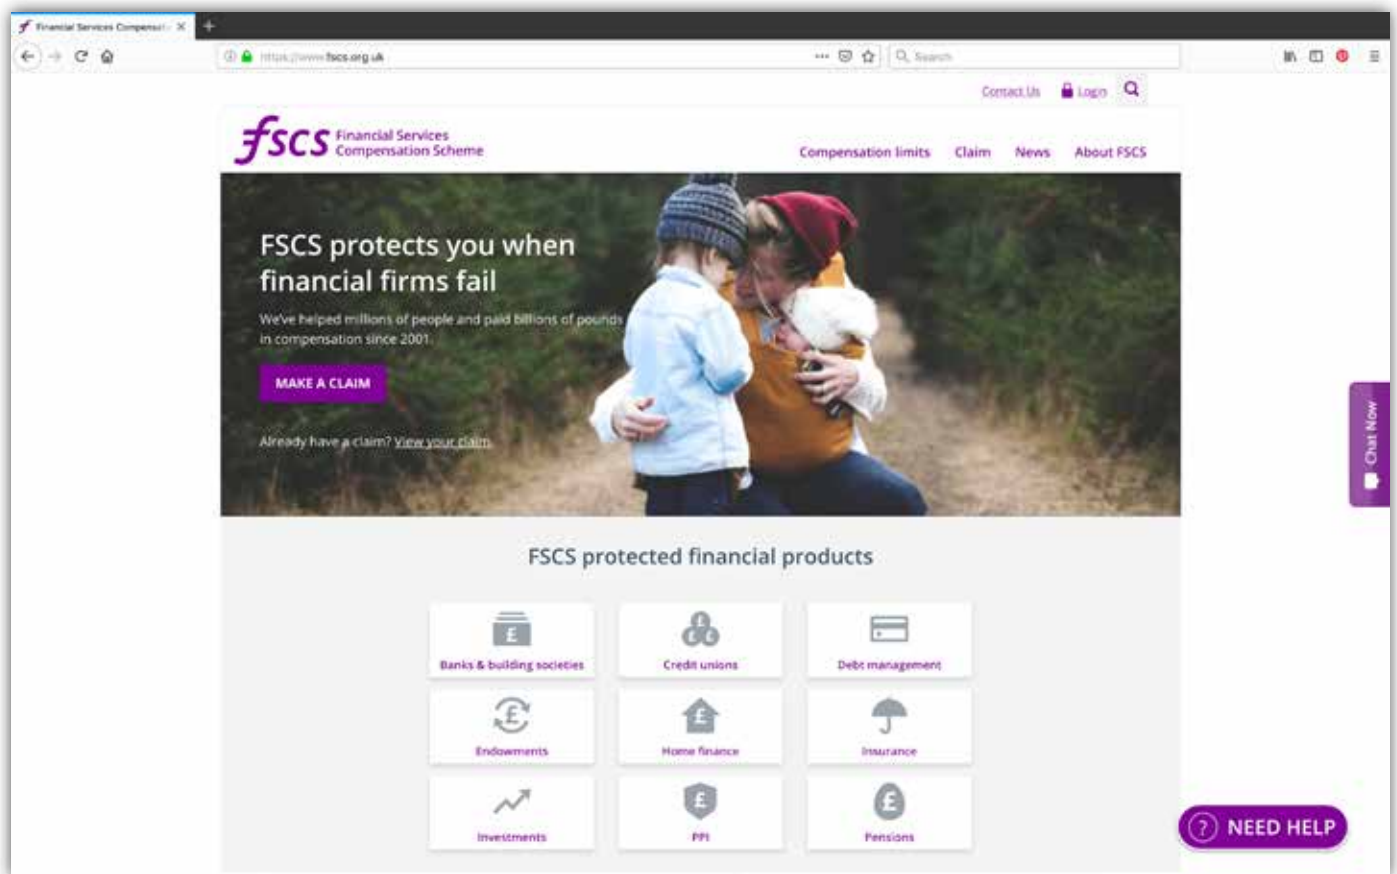 Financial Services Compensati
https://www.fscs.org.uk
Search
Contact Us
Login
fscs Financial Services
Compensation Scheme
Compensation limits
Claim
News
About FSCS
FSCS protects you when
financial firms fail
We've helped millions of people and paid billions of pounds
in compensation since 2001.
MAKE A CLAIM
Already have a claim? View your claim.
Chat Now
FSCS protected financial products
£
Banks & building societies
£ £ £
Credit unions
Debt management
£
Endowments
£
Home finance
Insurance
Investments
£
PPI
£
Pensions
? NEED HELP